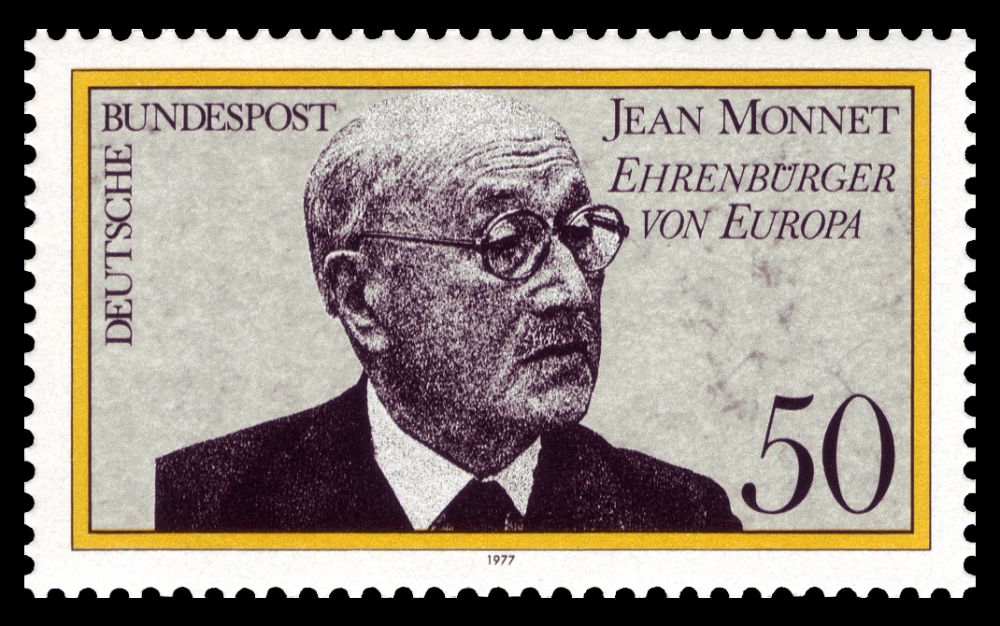 DEUTSCHE
BUNDESPOST
JEAN MONNET
EHRENBÜRGER
VON EUROPA
50
1977